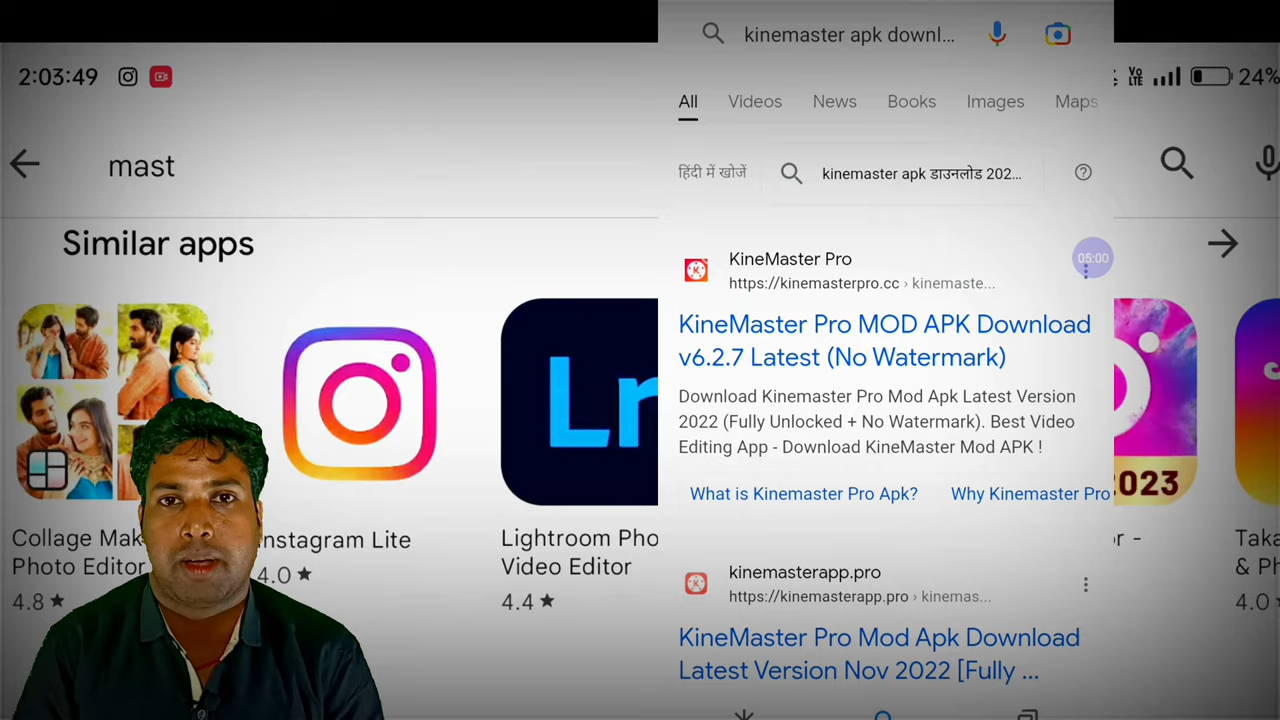 2:03:49
24%
mast
Similar apps
Lr
2023
Collage Mak
Photo Editor
4.8 ★
Instagram Lite
4.0 ★
Lightroom Pho
Video Editor
4.4 ★
Taka
& Ph
4.0
kinemaster apk downl...
All
Videos
News
Books
Images
Maps
हिंदी में खोजें
kinemaster apk डाउनलोड 202...
KineMaster Pro
https://kinemasterpro.cc › kinemaste...
05:00
KineMaster Pro MOD APK Download
v6.2.7 Latest (No Watermark)
Download Kinemaster Pro Mod Apk Latest Version
2022 (Fully Unlocked + No Watermark). Best Video
Editing App - Download KineMaster Mod APK !
What is Kinemaster Pro Apk?
Why Kinemaster Pro
kinemasterapp.pro
https://kinemasterapp.pro › kinemas...
KineMaster Pro Mod Apk Download
Latest Version Nov 2022 [Fully ...